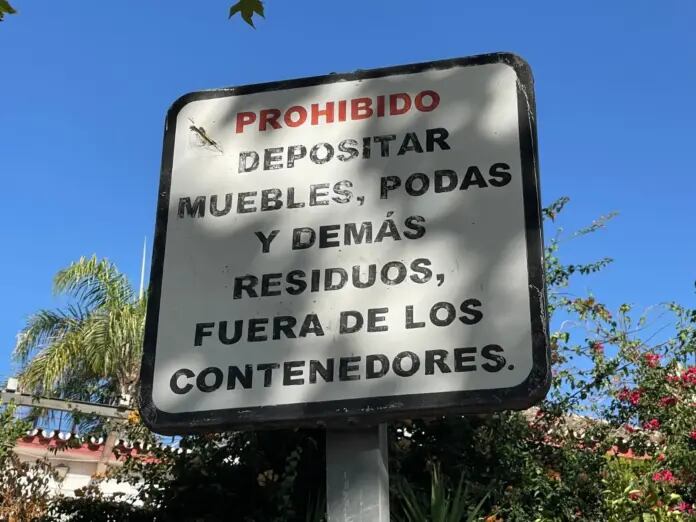 PROHIBIDO
DEPOSITAR
MUEBLES, PODAS
Y DEMÁS
RESIDUOS,
FUERA DE LOS
CONTENEDORES.